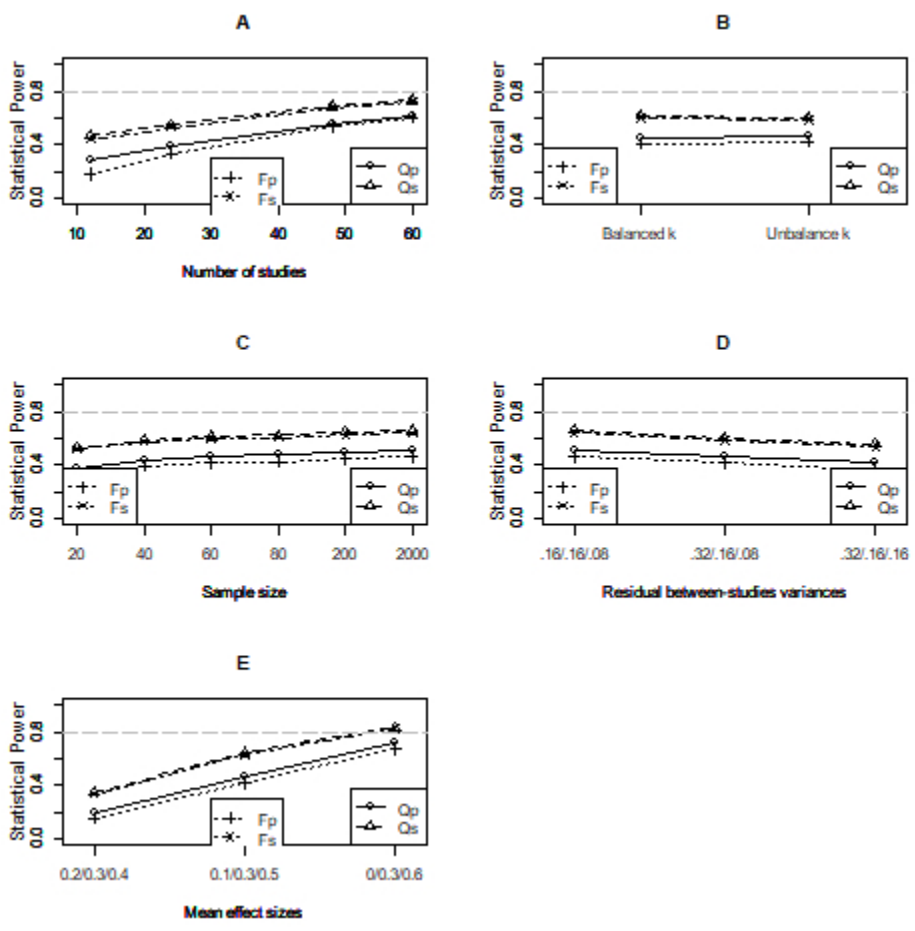 A
Statistical Power
0.8
0.4
0.0
Fp
Fs
Qp
Qs
10 20 30 40 50 60
Number of studies
B
Statistical Power
0.8
0.4
0.0
Fp
Fs
Qp
Qs
Balanced k Unbalance k
C
Statistical Power
0.8
0.4
0.0
Fp
Fs
Qp
Qs
20 40 60 80 200 2000
Sample size
D
Statistical Power
0.8
0.4
0.0
Fp
Fs
Qp
Qs
.16/.16/.08 .32/.16/.08 .32/.16/.16
Residual between-studies variances
E
Statistical Power
0.8
0.4
0.0
Fp
Fs
Qp
Qs
0.2/0.3/0.4 0.1/0.3/0.5 0/0.3/0.6
Mean effect sizes